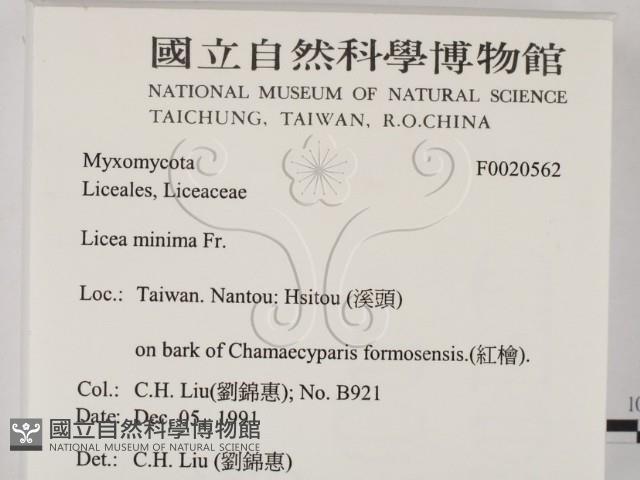 國立自然科學博物館
NATIONAL MUSEUM OF NATURAL SCIENCE
TAICHUNG, TAIWAN, R.O.CHINA
Myxomycota F0020562
Liceales, Liceaceae
Licea minima Fr.
Loc.: Taiwan. Nantou: Hsitou (溪頭)
on bark of Chamaecyparis formosensis.(紅檜).
Col.: C.H. Liu(劉錦惠); No. B921
Date: Dec. 05, 1991
國立自然科學博物館
NATIONAL MUSEUM OF NATURAL SCIENCE
Det.: C.H. Liu (劉錦惠)
10